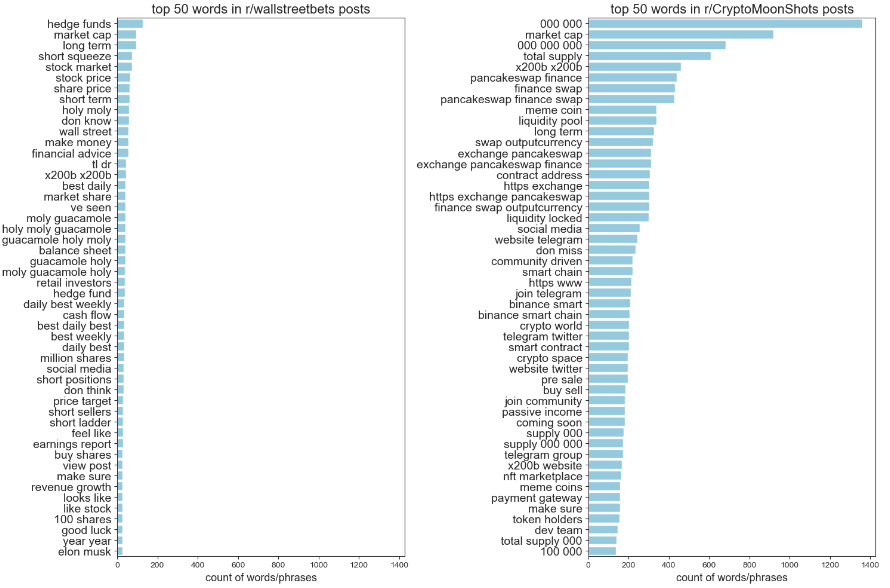 top 50 words in r/wallstreetbets posts
hedge funds
market cap
long term
short squeeze
stock market
stock price
share price
short term
holy moly
don know
wall street
make money
financial advice
tl dr
x200b x200b
best daily
market share
ve seen
moly guacamole
holy moly guacamole
guacamole holy moly
balance sheet
guacamole holy
moly guacamole holy
retail investors
hedge fund
daily best weekly
cash flow
best daily best
best weekly
daily best
million shares
social media
short positions
don think
price target
short sellers
short ladder
feel like
earnings report
buy shares
view post
make sure
revenue growth
looks like
like stock
100 shares
good luck
year year
elon musk
0 200 400 600 800 1000 1200 1400
count of words/phrases
top 50 words in r/CryptoMoonShots posts
000 000
market cap
000 000 000
total supply
x200b x200b
pancakeswap finance
finance swap
pancakeswap finance swap
meme coin
liquidity pool
long term
swap outputcurrency
exchange pancakeswap
exchange pancakeswap finance
contract address
https exchange
https exchange pancakeswap
finance swap outputcurrency
liquidity locked
social media
website telegram
don miss
community driven
smart chain
https www
join telegram
binance smart
binance smart chain
crypto world
telegram twitter
smart contract
crypto space
website twitter
pre sale
buy sell
join community
passive income
coming soon
supply 000
supply 000 000
telegram group
x200b website
nft marketplace
meme coins
payment gateway
make sure
token holders
dev team
total supply 000
100 000
0 200 400 600 800 1000 1200 1400
count of words/phrases